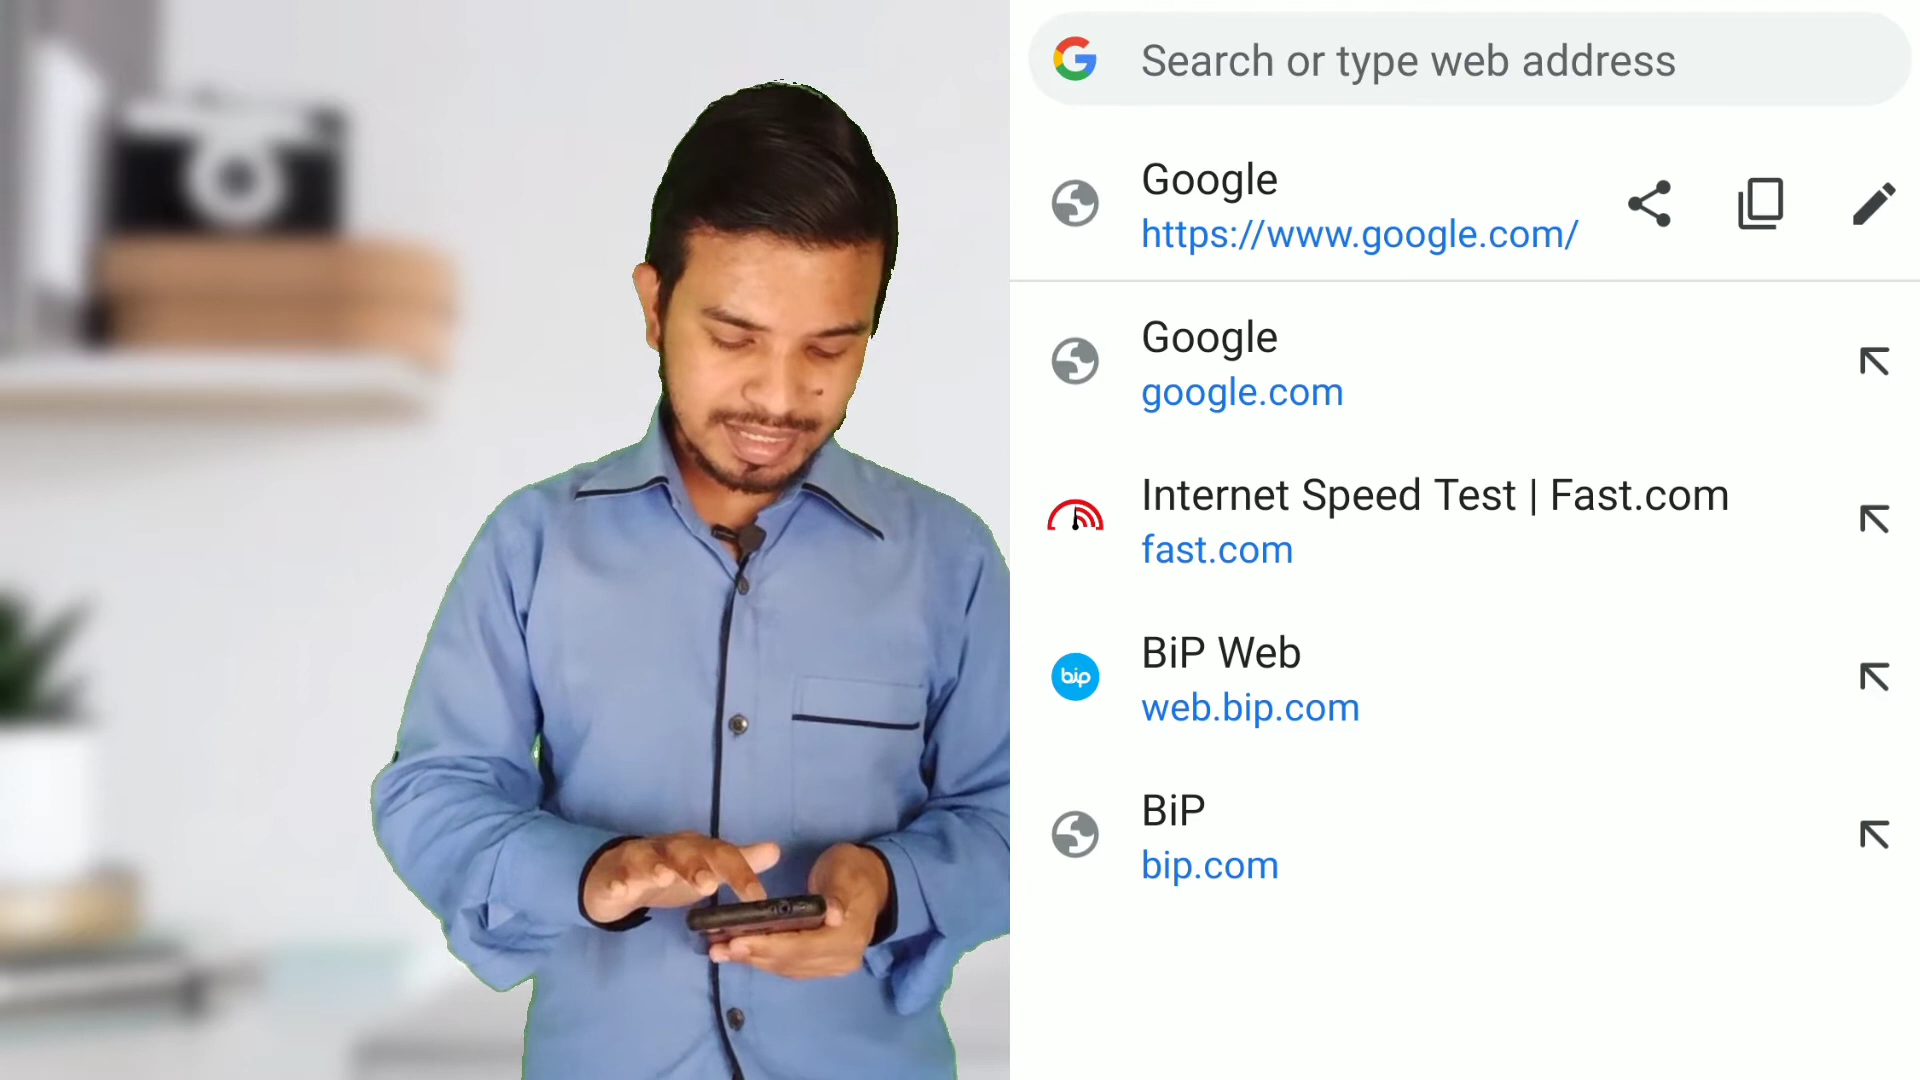 Search or type web address
Google
https://www.google.com/
Google
google.com
Internet Speed Test | Fast.com
fast.com
bip
BiP Web
web.bip.com
BiP
bip.com